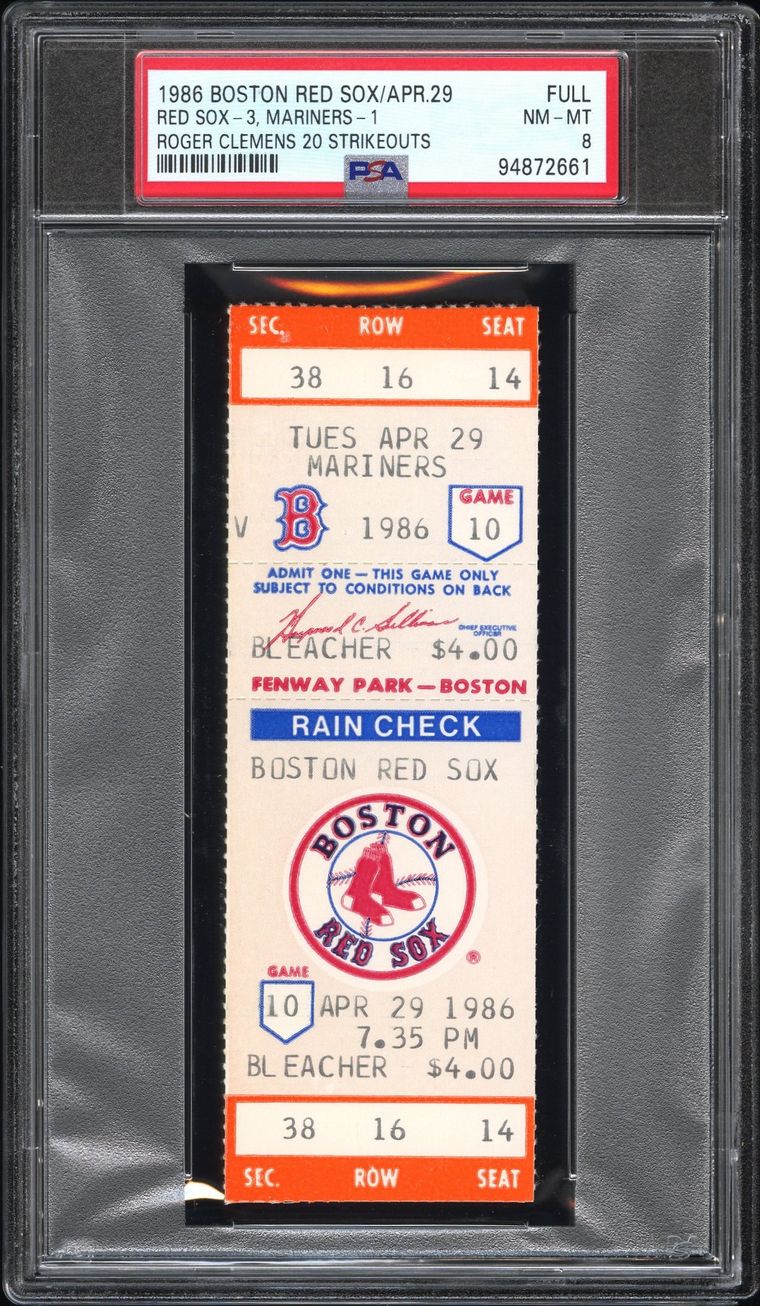 1986 BOSTON RED SOX/APR.29 FULL
RED SOX-3, MARINERS-1 NM-MT
ROGER CLEMENS 20 STRIKEOUTS 8
PSA 94872661
SEC. ROW SEAT
38 16 14
TUES APR 29
MARINERS
GAME
V B 1986 10
ADMIT ONE — THIS GAME ONLY
SUBJECT TO CONDITIONS ON BACK
CHIEF EXECUTIVE
OFFICER
BLEACHER $4.00
FENWAY PARK — BOSTON
RAIN CHECK
BOSTON RED SOX
BOSTON
RED SOX
®
GAME
10 APR 29 1986
7.35 PM
BLEACHER $4.00
38 16 14
SEC. ROW SEAT